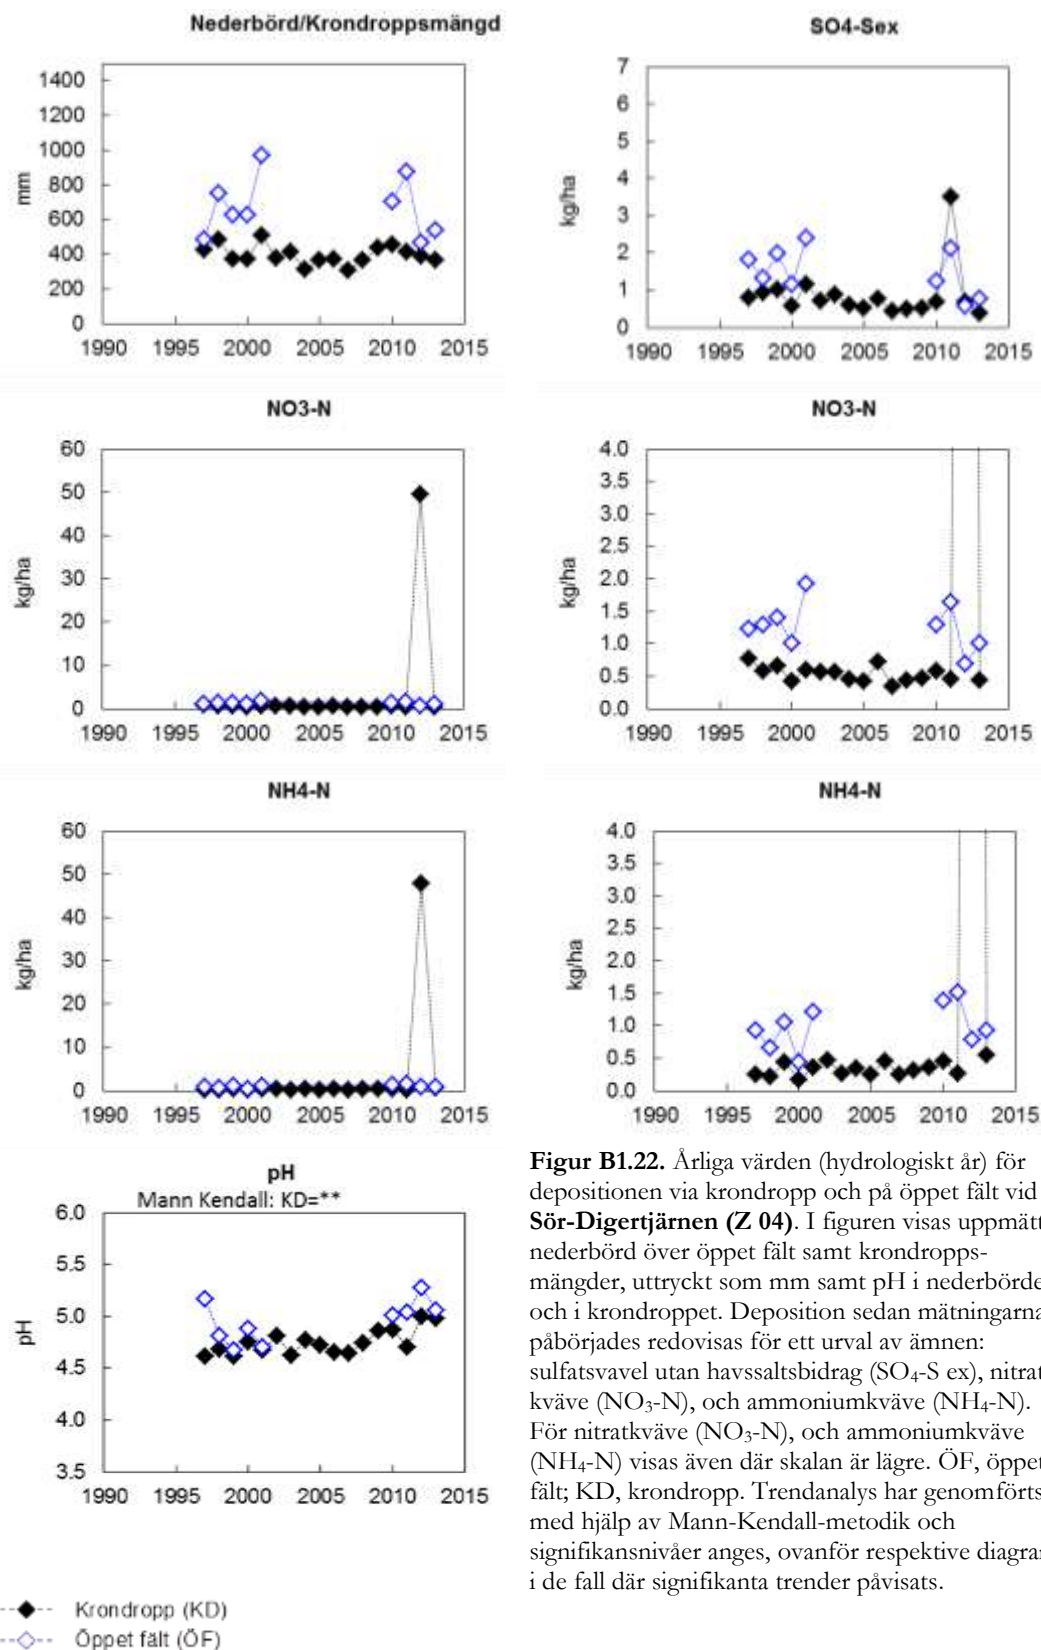 Nederbörd/Krondroppsmängd
mm
1400
1200
1000
800
600
400
200
0
1990 1995 2000 2005 2010 2015
SO4-Sex
kg/ha
7
6
5
4
3
2
1
0
1990 1995 2000 2005 2010 2015
NO3-N
kg/ha
60
50
40
30
20
10
0
1990 1995 2000 2005 2010 2015
NO3-N
kg/ha
4.0
3.5
3.0
2.5
2.0
1.5
1.0
0.5
0.0
1990 1995 2000 2005 2010 2015
NH4-N
kg/ha
60
50
40
30
20
10
0
1990 1995 2000 2005 2010 2015
NH4-N
kg/ha
4.0
3.5
3.0
2.5
2.0
1.5
1.0
0.5
0.0
1990 1995 2000 2005 2010 2015
pH
Mann Kendall: KD=**
pH
6.0
5.5
5.0
4.5
4.0
3.5
1990 1995 2000 2005 2010 2015
Figur B1.22. Årliga värden (hydrologiskt år) för
depositionen via krondropp och på öppet fält vid
Sör-Digertjärnen (Z 04). I figuren visas uppmätt
nederbörd över öppet fält samt krondropps-
mängder, uttryckt som mm samt pH i nederbörde
och i krondroppet. Deposition sedan mätningarna
påbörjades redovisas för ett urval av ämnen:
sulfatsvavel utan havssaltsbidrag (SO4-S ex), nitrat
kväve (NO3-N), och ammoniumkväve (NH4-N).
För nitratkväve (NO3-N), och ammoniumkväve
(NH4-N) visas även där skalan är lägre. ÖF, öppet
fält; KD, krondropp. Trendanalys har genomförts
med hjälp av Mann-Kendall-metodik och
signifikansnivåer anges, ovanför respektive diagra
i de fall där signifikanta trender påvisats.
Krondropp (KD)
Öppet fält (ÖF)